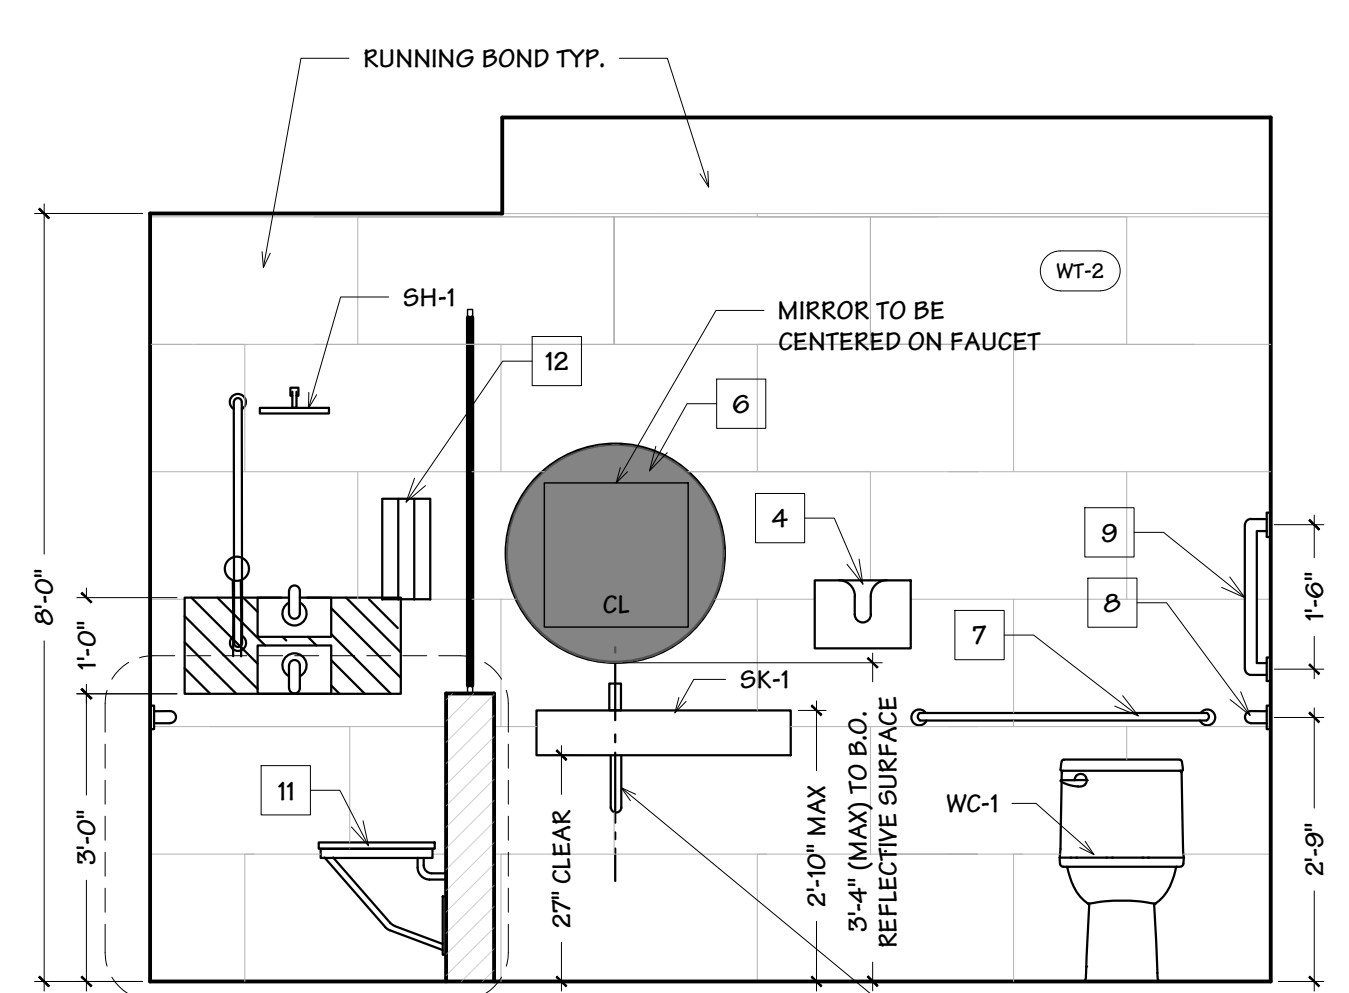 RUNNING BOND TYP.
WT-2
SH-1
MIRROR TO BE
CENTERED ON FAUCET
12
6
4
9
8
7
CL
SK-1
11
WC-1
8'-0"
1'-0"
3'-0"
27" CLEAR
2'-10" MAX
3'-4" (MAX) TO B.O.
REFLECTIVE SURFACE
1'-6"
2'-9"